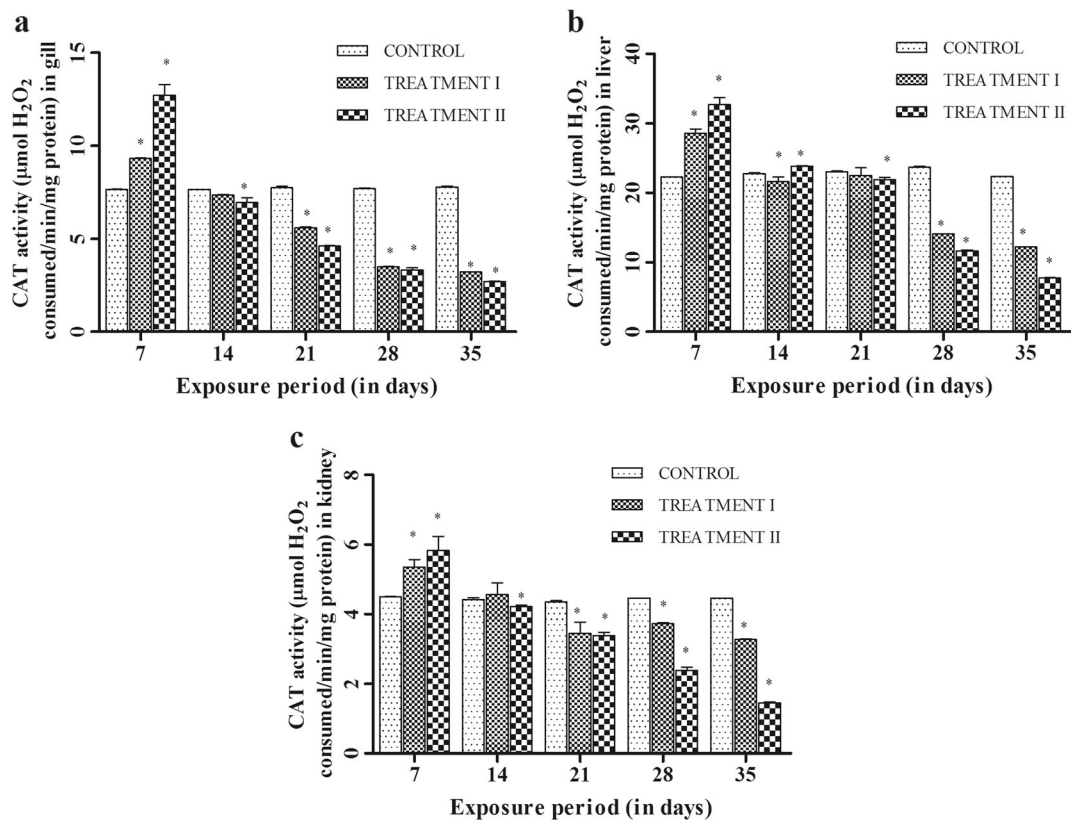 a
CAT activity (µmol H₂O₂
consumed/min/mg protein) in gill
15
10
5
0
CONTROL
TREATMENT I
TREATMENT II
*
*
*
*
*
*
*
*
*
7 14 21 28 35
Exposure period (in days)
b
CAT activity (µmol H₂O₂
consumed/min/mg protein) in liver
40
30
20
10
0
CONTROL
TREATMENT I
TREATMENT II
*
*
*
*
*
*
*
*
*
7 14 21 28 35
Exposure period (in days)
c
CAT activity (µmol H₂O₂
consumed/min/mg protein) in kidney
8
6
4
2
0
CONTROL
TREATMENT I
TREATMENT II
*
*
*
*
*
*
*
*
*
7 14 21 28 35
Exposure period (in days)